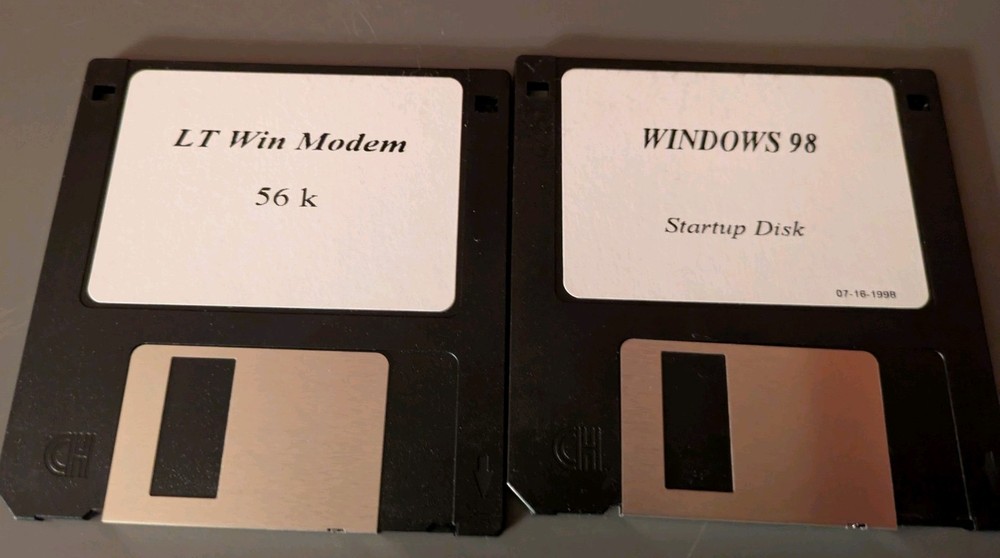 LT Win Modem
56 k
WINDOWS 98
Startup Disk
07-16-1998